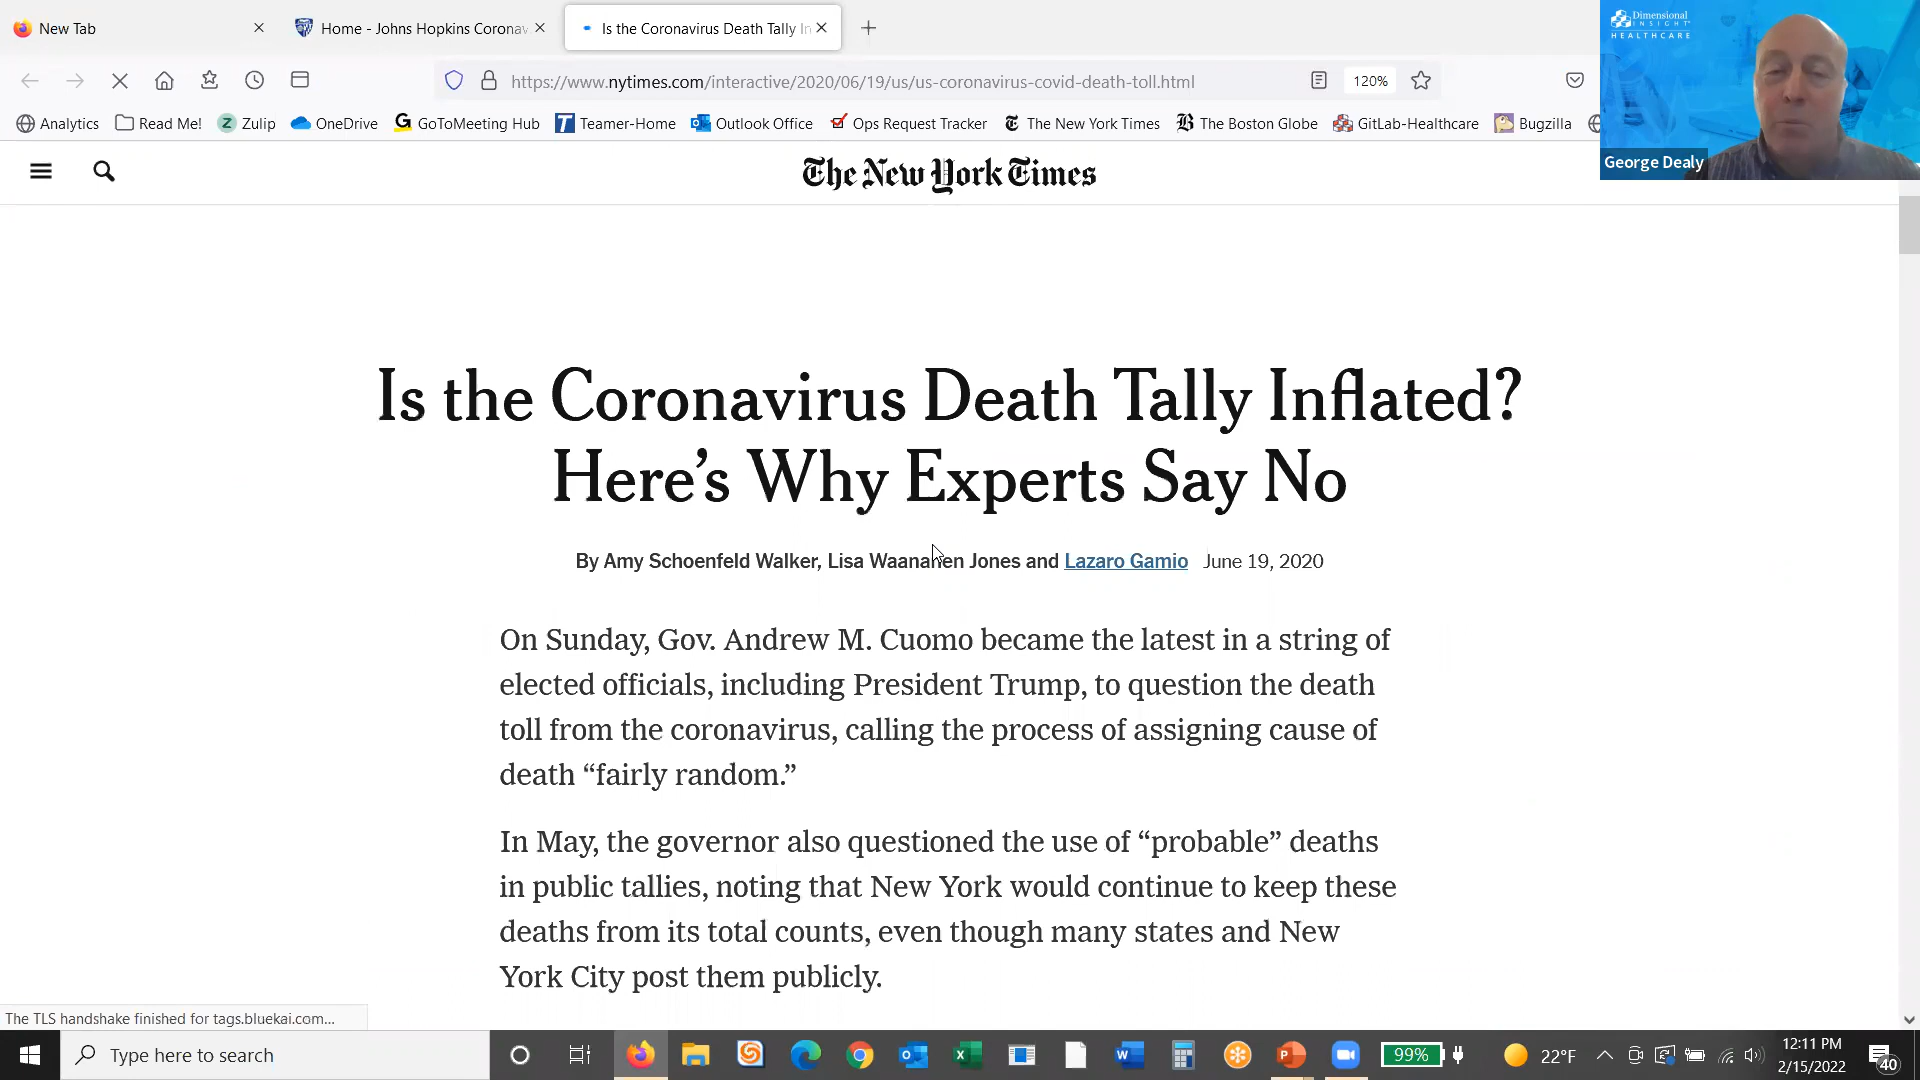 New Tab
Home - Johns Hopkins Coronav
Is the Coronavirus Death Tally In
https://www.nytimes.com/interactive/2020/06/19/us/us-coronavirus-covid-death-toll.html
120%
Analytics
Read Me!
Zulip
OneDrive
GoToMeeting Hub
Teamer-Home
Outlook Office
Ops Request Tracker
The New York Times
The Boston Globe
GitLab-Healthcare
Bugzilla
Dimensional
INSIGHT
HEALTHCARE
George Dealy
The New York Times
Is the Coronavirus Death Tally Inflated?
Here’s Why Experts Say No
By Amy Schoenfeld Walker, Lisa Waananen Jones and Lazaro Gamio June 19, 2020
On Sunday, Gov. Andrew M. Cuomo became the latest in a string of
elected officials, including President Trump, to question the death
toll from the coronavirus, calling the process of assigning cause of
death “fairly random.”
In May, the governor also questioned the use of “probable” deaths
in public tallies, noting that New York would continue to keep these
deaths from its total counts, even though many states and New
York City post them publicly.
The TLS handshake finished for tags.bluekai.com...
Type here to search
99%
22°F
12:11 PM
2/15/2022
40